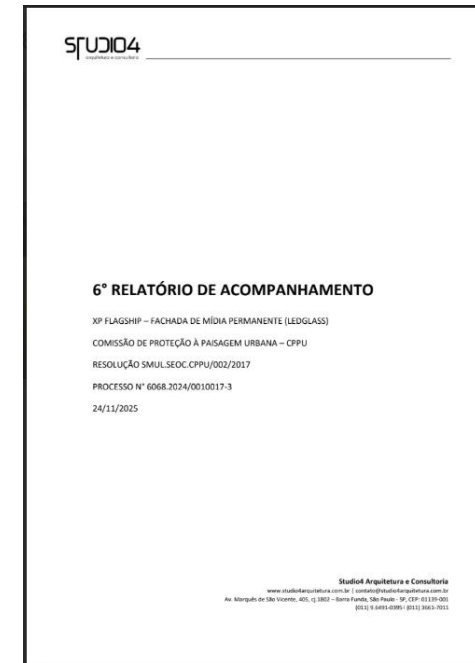 STUDIO4
arquitetura e consultoria
6° RELATÓRIO DE ACOMPANHAMENTO
XP FLAGSHIP – FACHADA DE MÍDIA PERMANENTE (LEDGLASS)
COMISSÃO DE PROTEÇÃO À PAISAGEM URBANA – CPPU
RESOLUÇÃO SMUL.SEOC.CPPU/002/2017
PROCESSO N° 6068.2024/0010017-3
24/11/2025
Studio4 Arquitetura e Consultoria
www.studio4arquitetura.com.br | contato@studio4arquitetura.com.br
Av. Marquês de São Vicente, 405, cj.1802 – Barra Funda, São Paulo - SP, CEP: 01139-001
(011) 9.6491-0395 l (011) 3661-7011